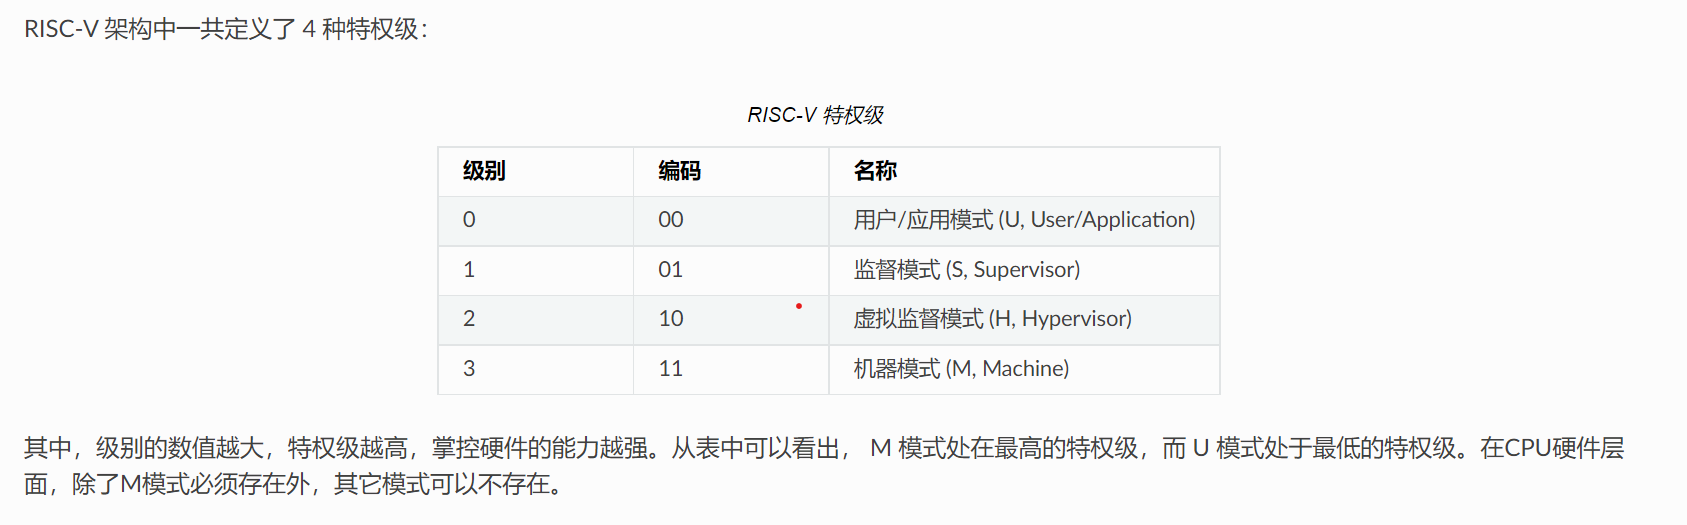 RISC-V 架构中一共定义了 4 种特权级：
RISC-V 特权级
级别 编码 名称
0 00 用户/应用模式 (U, User/Application)
1 01 监督模式 (S, Supervisor)
2 10 虚拟监督模式 (H, Hypervisor)
3 11 机器模式 (M, Machine)
其中，级别的数值越大，特权级越高，掌控硬件的能力越强。从表中可以看出， M 模式处在最高的特权级，而 U 模式处于最低的特权级。在CPU硬件层
面，除了M模式必须存在外，其它模式可以不存在。